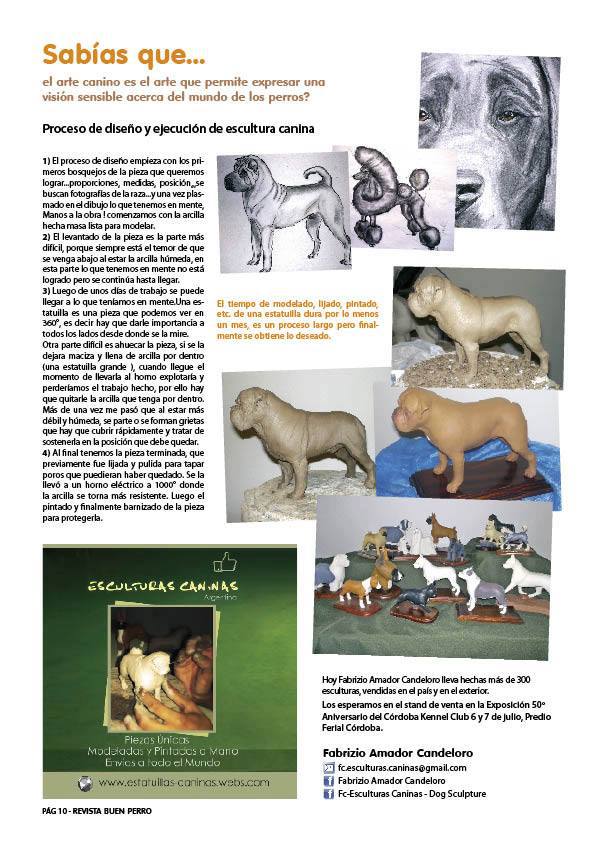 Sabías que...
el arte canino es el arte que permite expresar una
visión sensible acerca del mundo de los perros?
Proceso de diseño y ejecución de escultura canina
1) El proceso de diseño empieza con los pri-
meros bosquejos de la pieza que queremos
lograr...proporciones, medidas, posición,,,se
buscan fotografías de la raza...y una vez plas-
mado en el dibujo lo que tenemos en mente,
Manos a la obra ! comenzamos con la arcilla
hecha masa lista para modelar.
2) El levantado de la pieza es la parte más
difícil, porque siempre está el temor de que
se venga abajo al estar la arcilla húmeda, en
esta parte lo que tenemos en mente no está
logrado pero se continúa hasta llegar.
3) Luego de unos días de trabajo se puede
llegar a lo que teníamos en mente.Una es-
tatuilla es una pieza que podemos ver en
360°, es decir hay que darle importancia a
todos los lados desde donde se la mire.
Otra parte difícil es ahuecar la pieza, si se la
dejara maciza y llena de arcilla por dentro
(una estatuilla grande ), cuando llegue el
momento de llevarla al horno explotaría y
perderíamos el trabajo hecho, por ello hay
que quitarle la arcilla que tenga por dentro.
Más de una vez me pasó que al estar más
débil y húmeda, se parte o se forman grietas
que hay que cubrir rápidamente y tratar de
sostenerla en la posición que debe quedar.
4) Al final tenemos la pieza terminada, que
previamente fue lijada y pulida para tapar
poros que puedieran haber quedado. Se la
llevó a un horno eléctrico a 1000° donde
la arcilla se torna más resistente. Luego el
pintado y finalmente barnizado de la pieza
para protegerla.
El tiempo de modelado, lijado, pintado,
etc. de una estatuilla dura por lo menos
un mes, es un proceso largo pero final-
mente se obtiene lo deseado.
ESCULTURAS CANINAS
Argentina
Piezas Únicas
Modeladas y Pintadas a Mano
Envíos a todo el Mundo
www.estatuillas-caninas.webs.com
Hoy Fabrizio Amador Candeloro lleva hechas más de 300
esculturas, vendidas en el país y en el exterior.
Los esperamos en el stand de venta en la Exposición 50º
Aniversario del Córdoba Kennel Club 6 y 7 de julio, Predio
Ferial Córdoba.
Fabrizio Amador Candeloro
fc.esculturas.caninas@gmail.com
Fabrizio Amador Candeloro
Fc-Esculturas Caninas - Dog Sculpture
PÁG 10 - REVISTA BUEN PERRO